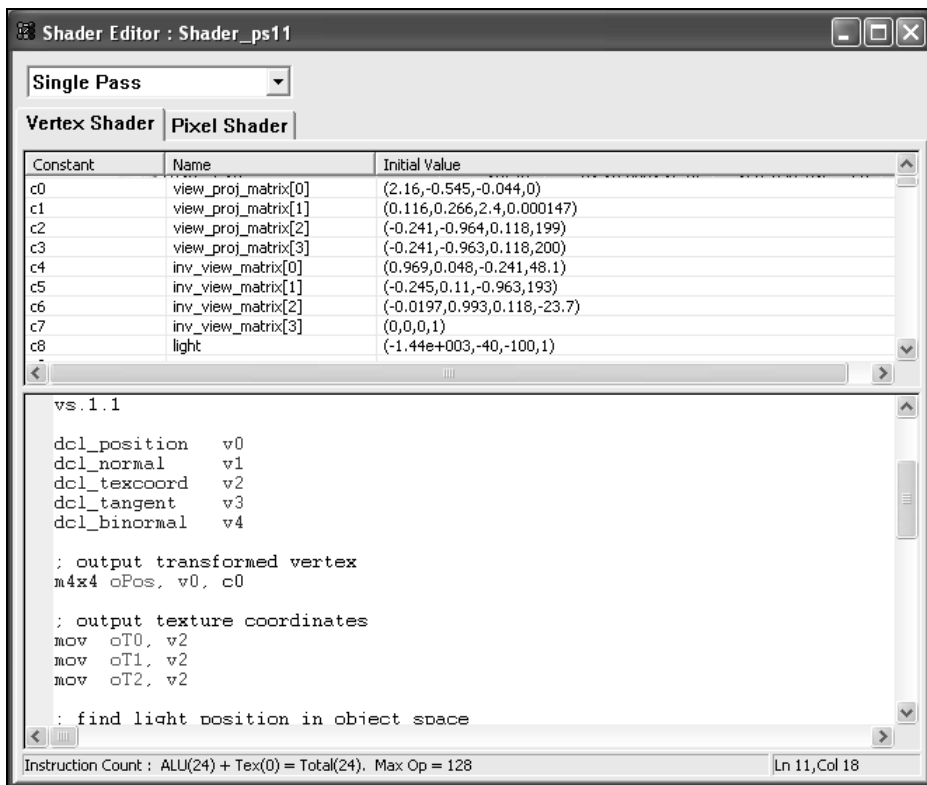 Shader Editor : Shader_ps11
Single Pass
Vertex Shader Pixel Shader
Constant Name Initial Value
c0 view_proj_matrix[0] (2.16,-0.545,-0.044,0)
c1 view_proj_matrix[1] (0.116,0.266,2.4,0.000147)
c2 view_proj_matrix[2] (-0.241,-0.964,0.118,199)
c3 view_proj_matrix[3] (-0.241,-0.963,0.118,200)
c4 inv_view_matrix[0] (0.969,0.048,-0.241,48.1)
c5 inv_view_matrix[1] (-0.245,0.11,-0.963,193)
c6 inv_view_matrix[2] (-0.0197,0.993,0.118,-23.7)
c7 inv_view_matrix[3] (0,0,0,1)
c8 light (-1.44e+003,-40,-100,1)
vs.1.1
dcl_position v0
dcl_normal v1
dcl_texcoord v2
dcl_tangent v3
dcl_binormal v4
; output transformed vertex
m4x4 oPos, v0, c0
; output texture coordinates
mov oT0, v2
mov oT1, v2
mov oT2, v2
; find light position in object space
Instruction Count : ALU(24) + Tex(0) = Total(24), Max Op = 128
Ln 11,Col 18